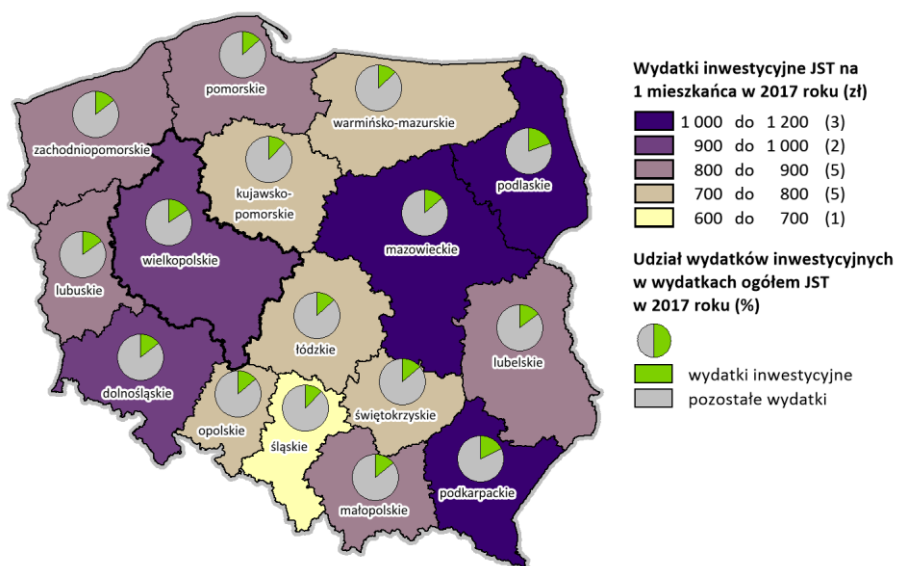 pomorskie
warmińsko-mazurskie
zachodniopomorskie
podlaskie
kujawsko-
pomorskie
mazowieckie
wielkopolskie
lubuskie
łódzkie
lubelskie
dolnośląskie
świętokrzyskie
opolskie
śląskie
podkarpackie
małopolskie
Wydatki inwestycyjne JST na
1 mieszkańca w 2017 roku (zł)
1 000 do 1 200 (3)
900 do 1 000 (2)
800 do 900 (5)
700 do 800 (5)
600 do 700 (1)
Udział wydatków inwestycyjnych
w wydatkach ogółem JST
w 2017 roku (%)
wydatki inwestycyjne
pozostałe wydatki